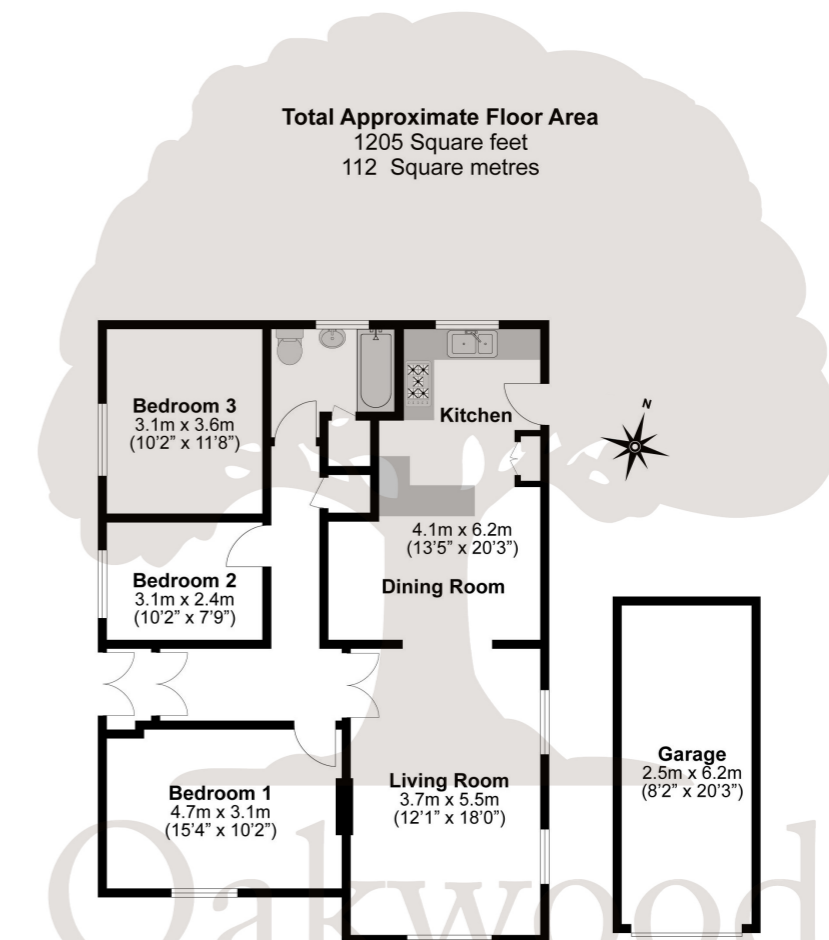 Total Approximate Floor Area
1205 Square feet
112 Square metres
Bedroom 3
3.1m x 3.6m
(10'2” x 11'8”)
Kitchen
N
4.1m x 6.2m
(13'5” x 20'3”)
Dining Room
Bedroom 2
3.1m x 2.4m
(10'2” x 7'9”)
Garage
2.5m x 6.2m
(8'2” x 20'3”)
Living Room
3.7m x 5.5m
(12'1” x 18'0”)
Bedroom 1
4.7m x 3.1m
(15'4” x 10'2”)
Oakwood